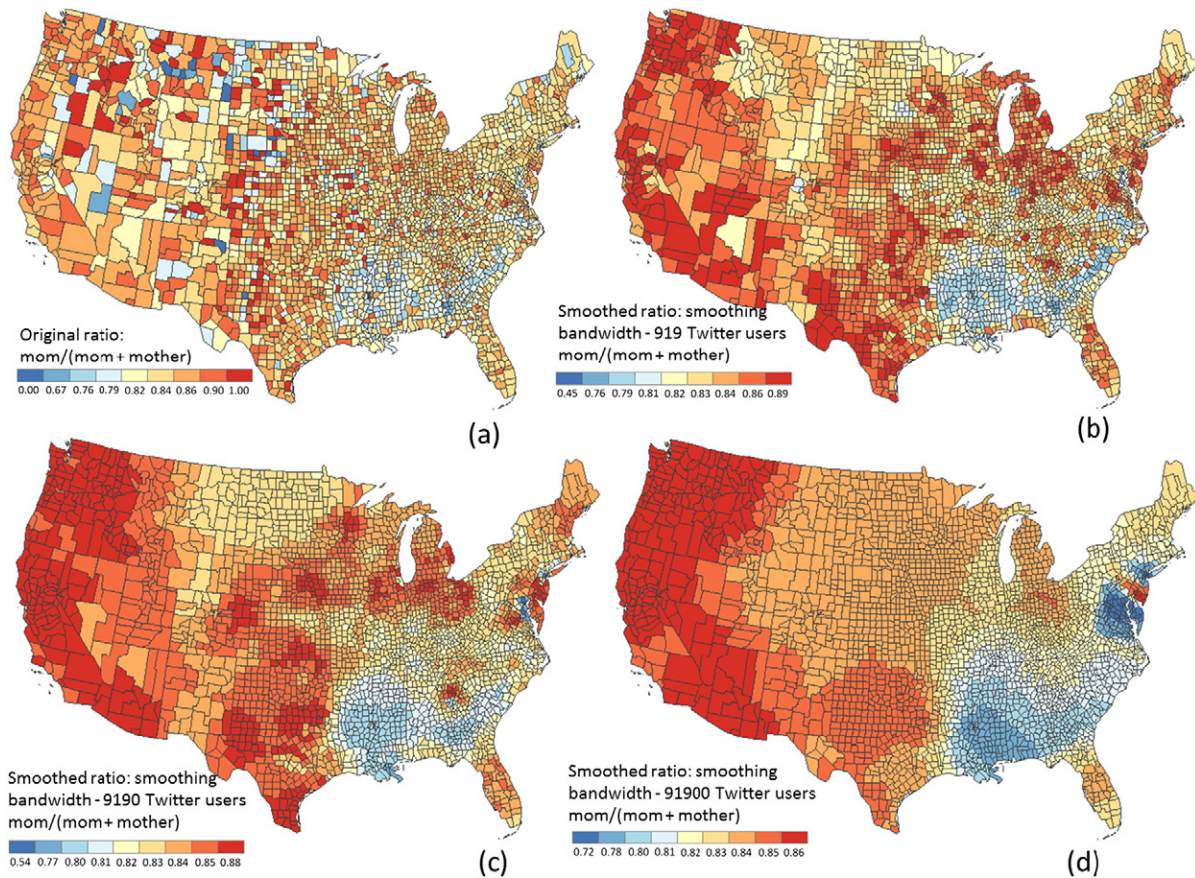 Original ratio:
mom/(mom + mother)
0.00 0.67 0.76 0.79 0.82 0.84 0.86 0.90 1.00
(a)
Smoothed ratio: smoothing
bandwidth - 919 Twitter users
mom/(mom + mother)
0.45 0.76 0.79 0.81 0.82 0.83 0.84 0.86 0.89
(b)
Smoothed ratio: smoothing
bandwidth - 9190 Twitter users
mom/(mom + mother)
0.54 0.77 0.80 0.81 0.82 0.83 0.84 0.85 0.88
(c)
Smoothed ratio: smoothing
bandwidth - 91900 Twitter users
mom/(mom + mother)
0.72 0.78 0.80 0.81 0.82 0.83 0.84 0.85 0.86
(d)